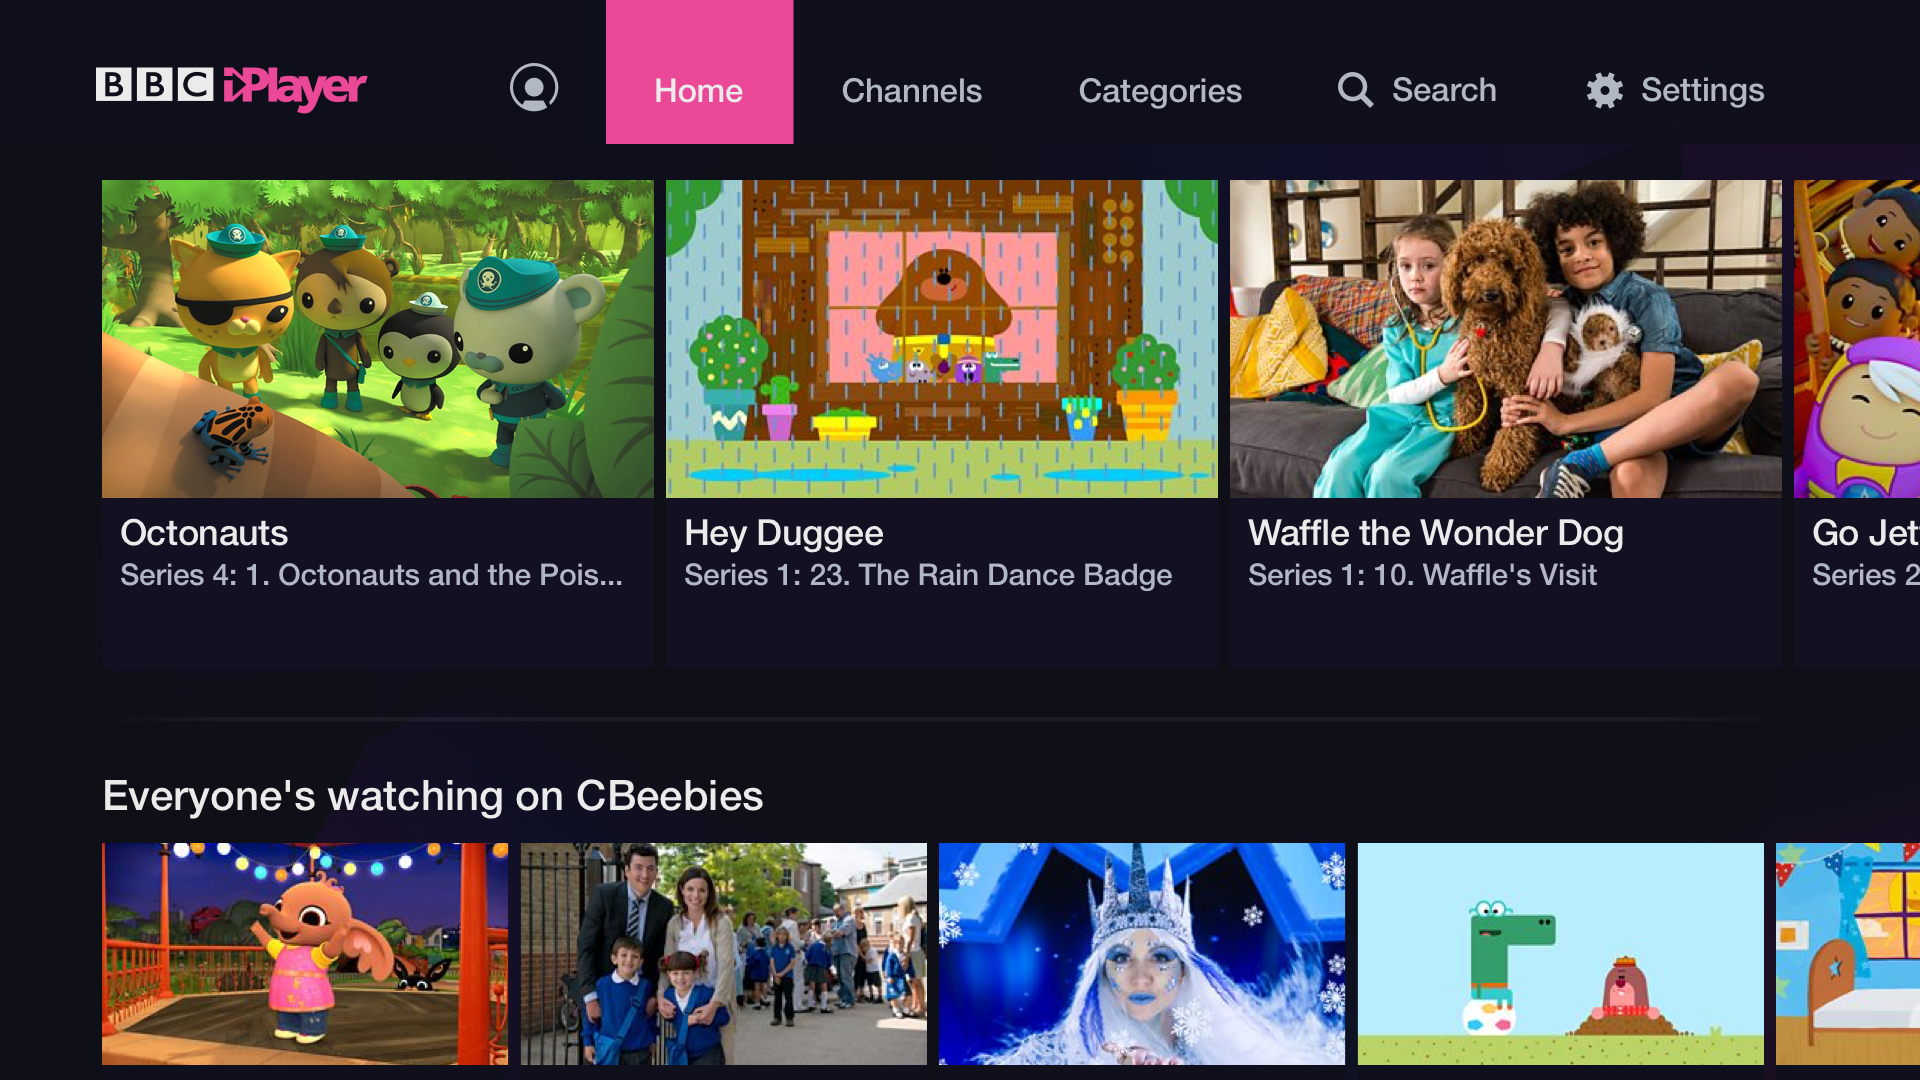 BBC iPlayer
Home
Channels
Categories
Search
Settings
Octonauts
Series 4: 1. Octonauts and the Pois...
Hey Duggee
Series 1: 23. The Rain Dance Badge
Waffle the Wonder Dog
Series 1: 10. Waffle's Visit
Go Jet
Series 2
Everyone's watching on CBeebies